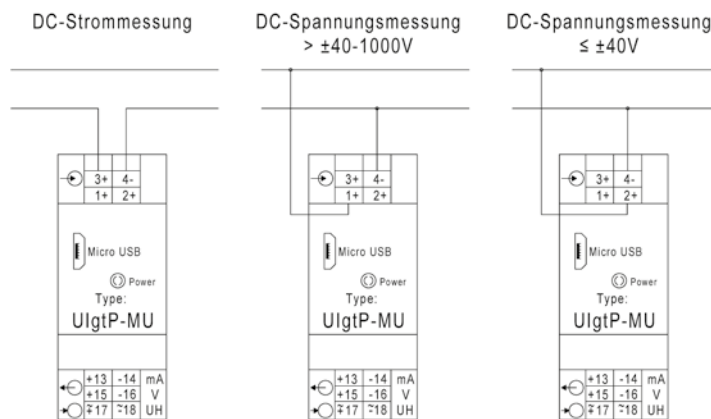 DC-Strommessung
DC-Spannungsmessung
> ±40-1000V
DC-Spannungsmessung
≤ ±40V
3+ 4-
1+ 2+
Micro USB
Power
Type:
UIgtP-MU
+13 -14 mA
+15 -16 V
≂17 ~18 UH
3+ 4-
1+ 2+
Micro USB
Power
Type:
UIgtP-MU
+13 -14 mA
+15 -16 V
≂17 ~18 UH
3+ 4-
1+ 2+
Micro USB
Power
Type:
UIgtP-MU
+13 -14 mA
+15 -16 V
≂17 ~18 UH